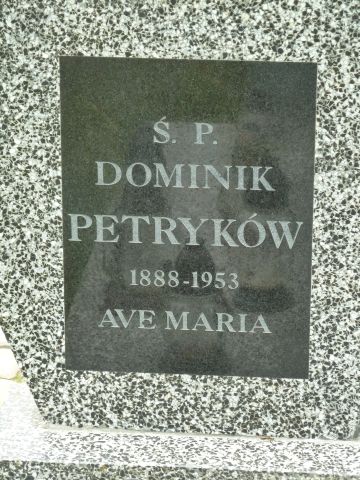 Ś. P.
DOMINIK
PETRYKÓW
1888-1953
AVE MARIA